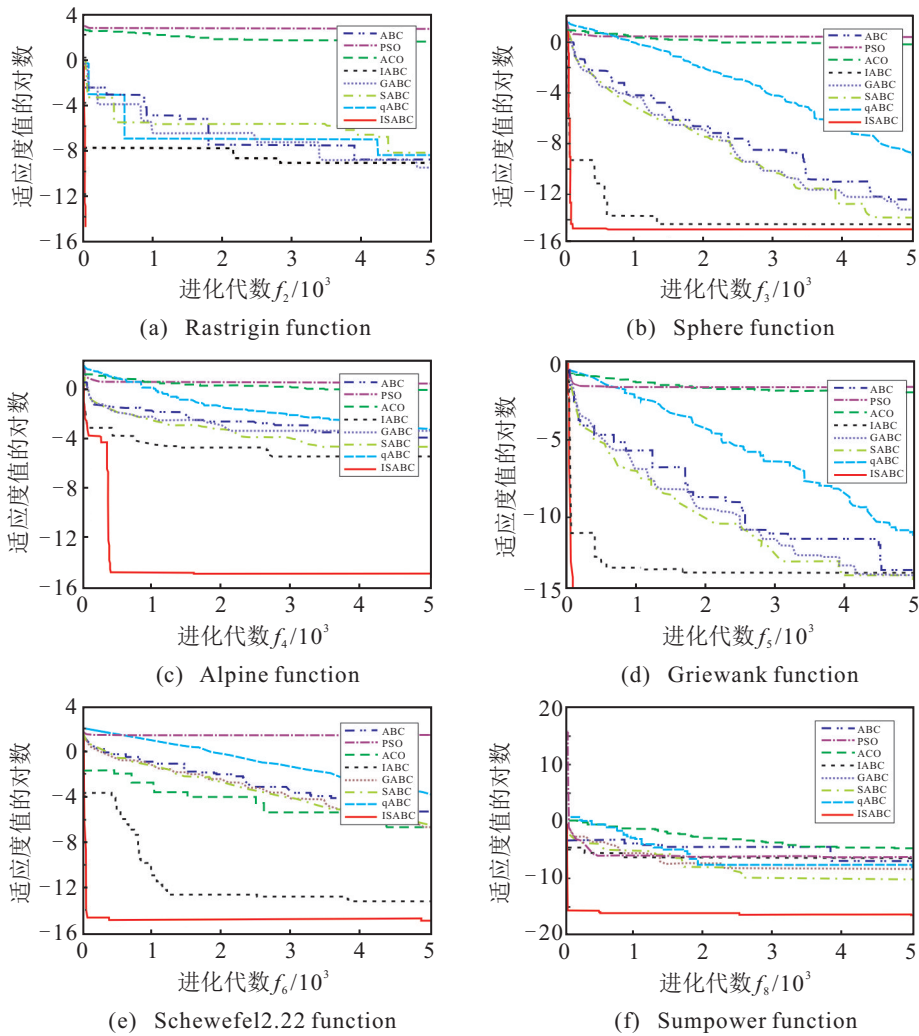 适应度值的对数
4
0
−4
−8
−12
−16
ABC
PSO
ACO
IABC
GABC
SABC
qABC
ISABC
0 1 2 3 4 5
进化代数f₂/10³
(a) Rastrigin function
适应度值的对数
0
−4
−8
−12
−16
ABC
PSO
ACO
IABC
GABC
SABC
qABC
ISABC
0 1 2 3 4 5
进化代数f₃/10³
(b) Sphere function
适应度值的对数
0
−4
−8
−12
−16
ABC
PSO
ACO
IABC
GABC
SABC
qABC
ISABC
0 1 2 3 4 5
进化代数f₄/10³
(c) Alpine function
适应度值的对数
0
−5
−10
−15
ABC
PSO
ACO
IABC
GABC
SABC
qABC
ISABC
0 1 2 3 4 5
进化代数f₅/10³
(d) Griewank function
适应度值的对数
4
0
−4
−8
−12
−16
ABC
PSO
ACO
IABC
GABC
SABC
qABC
ISABC
0 1 2 3 4 5
进化代数f₆/10³
(e) Schewefel2.22 function
适应度值的对数
20
15
10
5
0
−5
−10
−15
−20
ABC
PSO
ACO
IABC
GABC
SABC
qABC
ISABC
0 1 2 3 4 5
进化代数f₈/10³
(f) Sumpower function